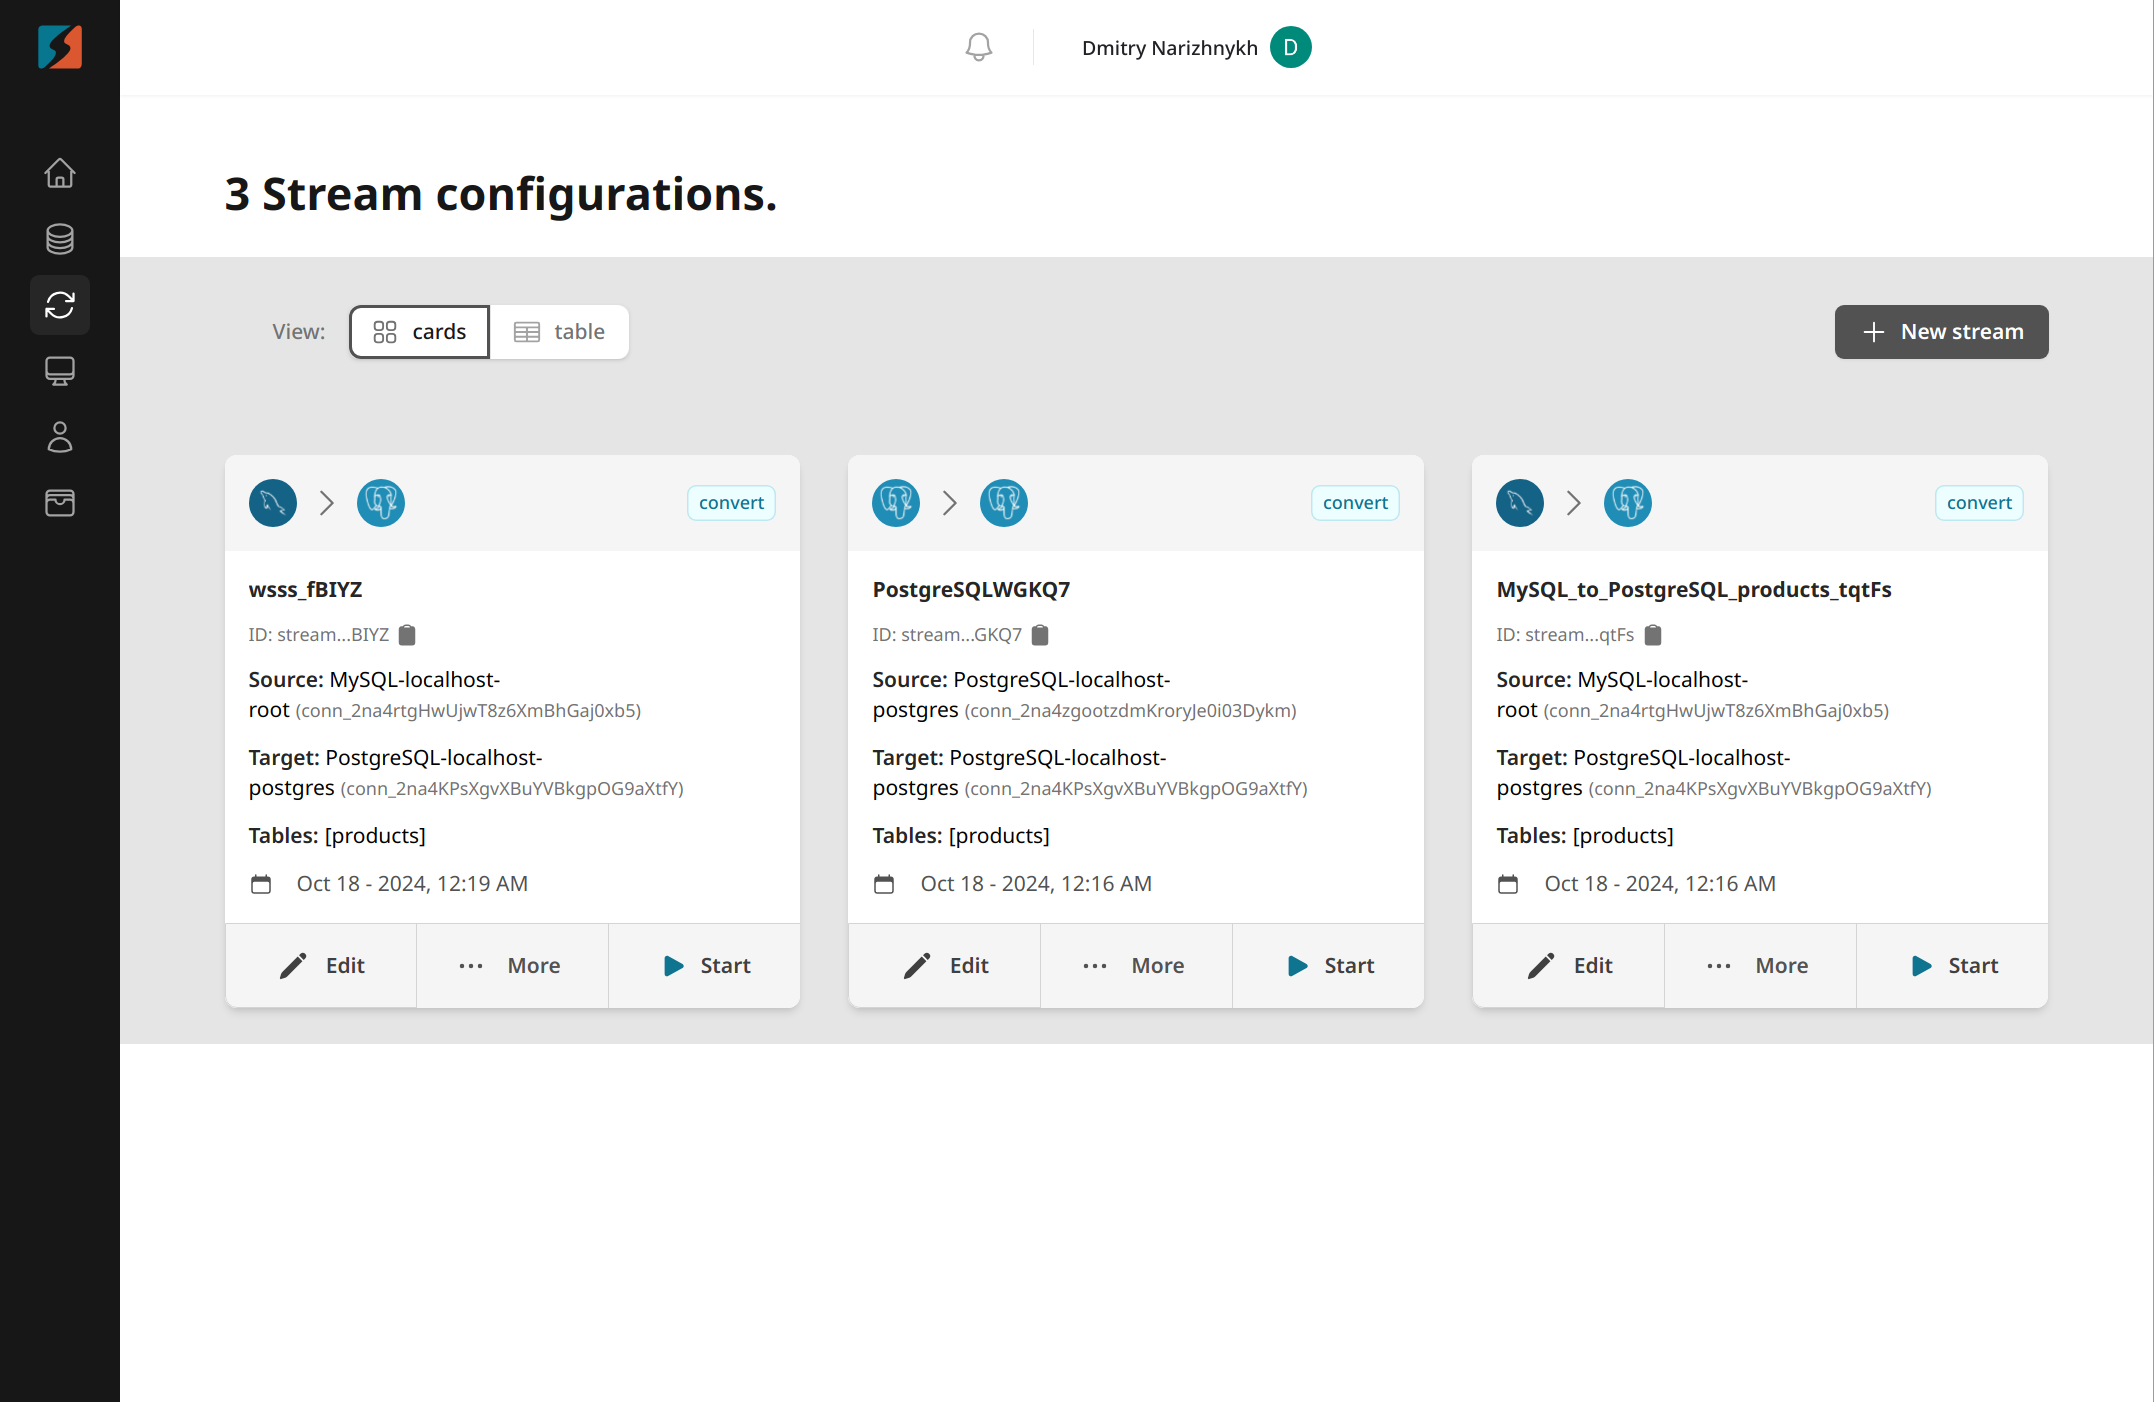 Dmitry Narizhnykh D
3 Stream configurations.
View: cards table
New stream
convert
wsss_fBIYZ
ID: stream...BIYZ
Source: MySQL-localhost-
root (conn_2na4rtgHwUjwT8z6XmBhGaj0xb5)
Target: PostgreSQL-localhost-
postgres (conn_2na4KPsXgvXBuYVBkgpOG9aXtfY)
Tables: [products]
Oct 18 - 2024, 12:19 AM
Edit More Start
convert
PostgreSQLWGKQ7
ID: stream...GKQ7
Source: PostgreSQL-localhost-
postgres (conn_2na4zgootzdmKroryJe0i03Dykm)
Target: PostgreSQL-localhost-
postgres (conn_2na4KPsXgvXBuYVBkgpOG9aXtfY)
Tables: [products]
Oct 18 - 2024, 12:16 AM
Edit More Start
convert
MySQL_to_PostgreSQL_products_tqtFs
ID: stream...qtFs
Source: MySQL-localhost-
root (conn_2na4rtgHwUjwT8z6XmBhGaj0xb5)
Target: PostgreSQL-localhost-
postgres (conn_2na4KPsXgvXBuYVBkgpOG9aXtfY)
Tables: [products]
Oct 18 - 2024, 12:16 AM
Edit More Start